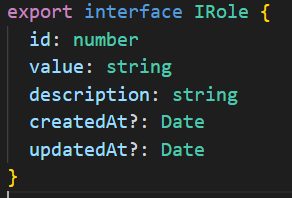 export interface IRole {
  id: number
  value: string
  description: string
  createdAt?: Date
  updatedAt?: Date
}